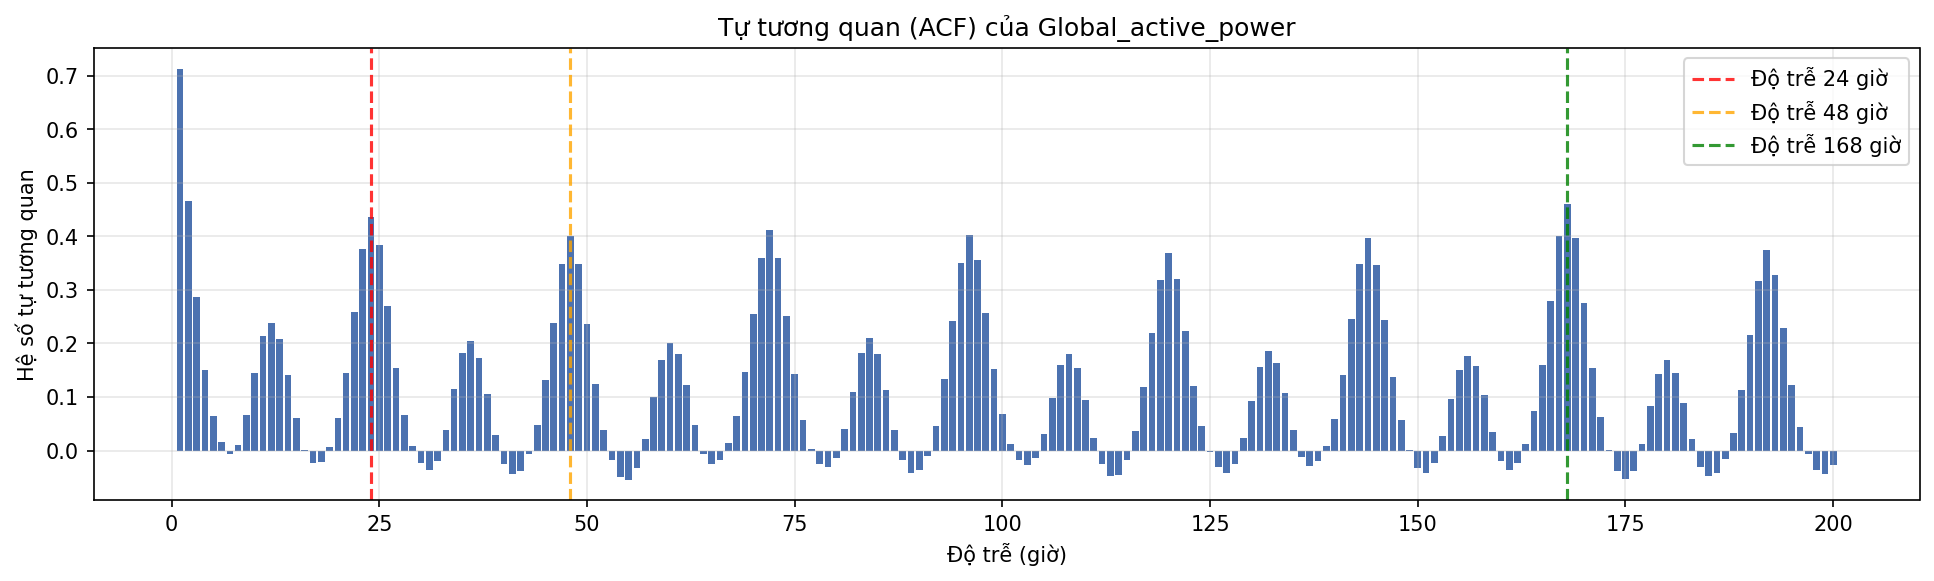 Tự tương quan (ACF) của Global_active_power
Hệ số tự tương quan
0.7
0.6
0.5
0.4
0.3
0.2
0.1
0.0
Độ trễ 24 giờ
Độ trễ 48 giờ
Độ trễ 168 giờ
0 25 50 75 100 125 150 175 200
Độ trễ (giờ)